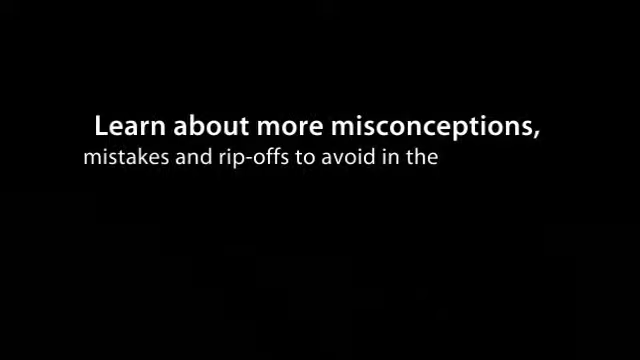 Learn about more misconceptions,
mistakes and rip-offs to avoid in the